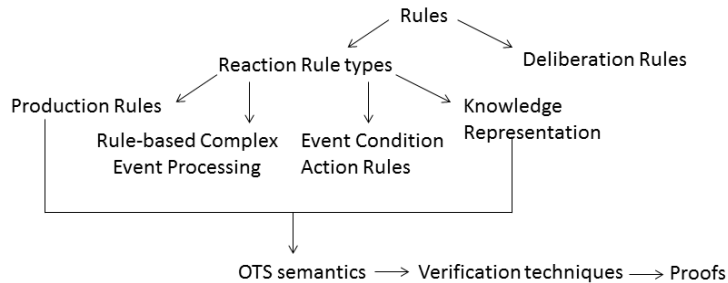 Rules
Reaction Rule types
Deliberation Rules
Production Rules
Rule-based Complex
Event Processing
Event Condition
Action Rules
Knowledge
Representation
OTS semantics
Verification techniques
Proofs